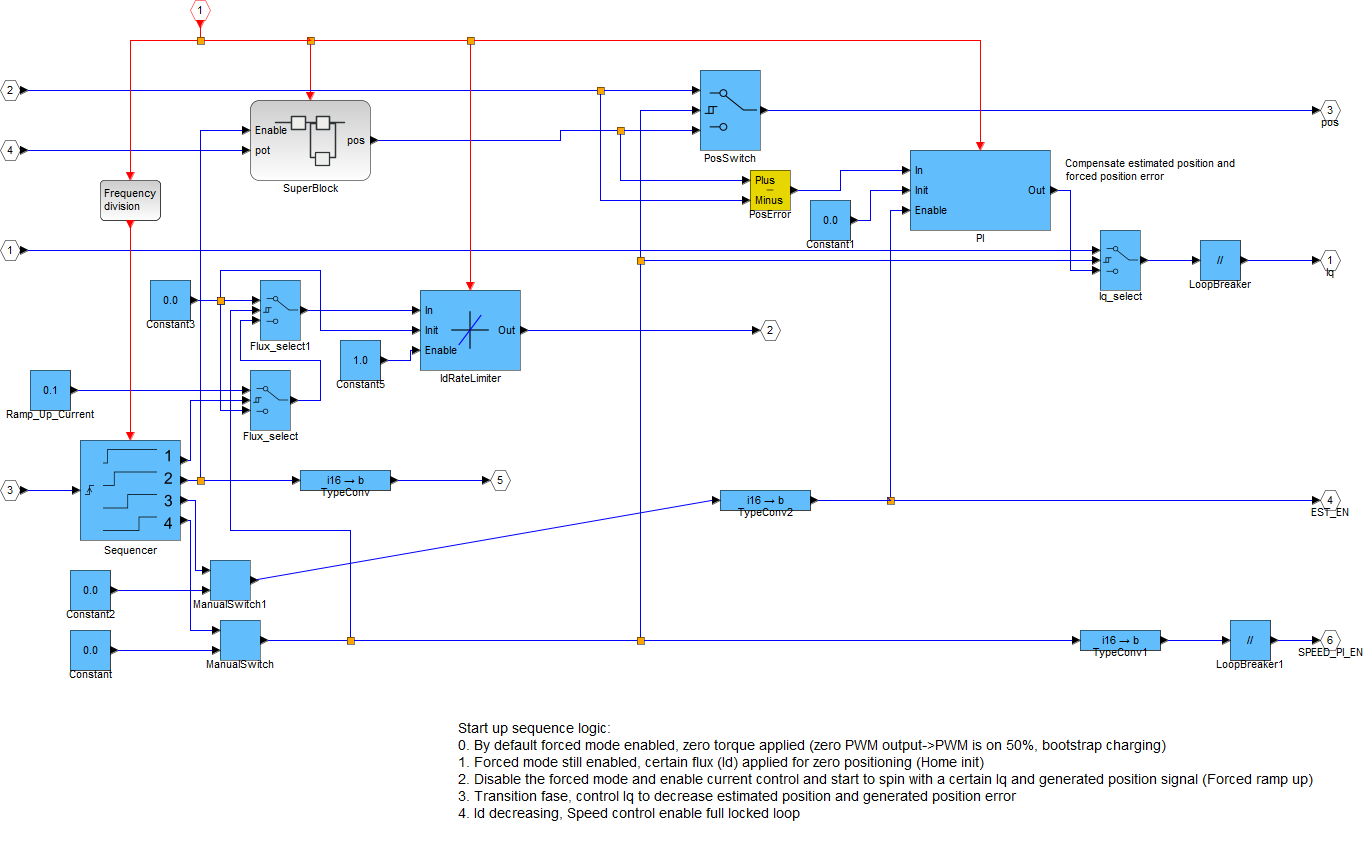 1
2
Enable
pos
pot
SuperBlock
4
PosSwitch
3
pos
Frequency
division
Plus
−
Minus
PosError
0.0
Constant1
In
Init
Enable
Out
PI
Compensate estimated position and
forced position error
1
Iq_select
//
LoopBreaker
1
Iq
0.0
Constant3
Flux_select1
In
Init
Enable
Out
IdRateLimiter
2
1.0
Constant5
0.1
Ramp_Up_Current
Flux_select
3
1
2
3
4
Sequencer
i16 → b
TypeConv
5
i16 → b
TypeConv2
4
EST_EN
0.0
Constant2
ManualSwitch1
0.0
Constant
ManualSwitch
i16 → b
TypeConv1
//
LoopBreaker1
6
SPEED_PI_EN
Start up sequence logic:
0. By default forced mode enabled, zero torque applied (zero PWM output->PWM is on 50%, bootstrap charging)
1. Forced mode still enabled, certain flux (Id) applied for zero positioning (Home init)
2. Disable the forced mode and enable current control and start to spin with a certain Iq and generated position signal (Forced ramp up)
3. Transition fase, control Iq to decrease estimated position and generated position error
4. Id decreasing, Speed control enable full locked loop